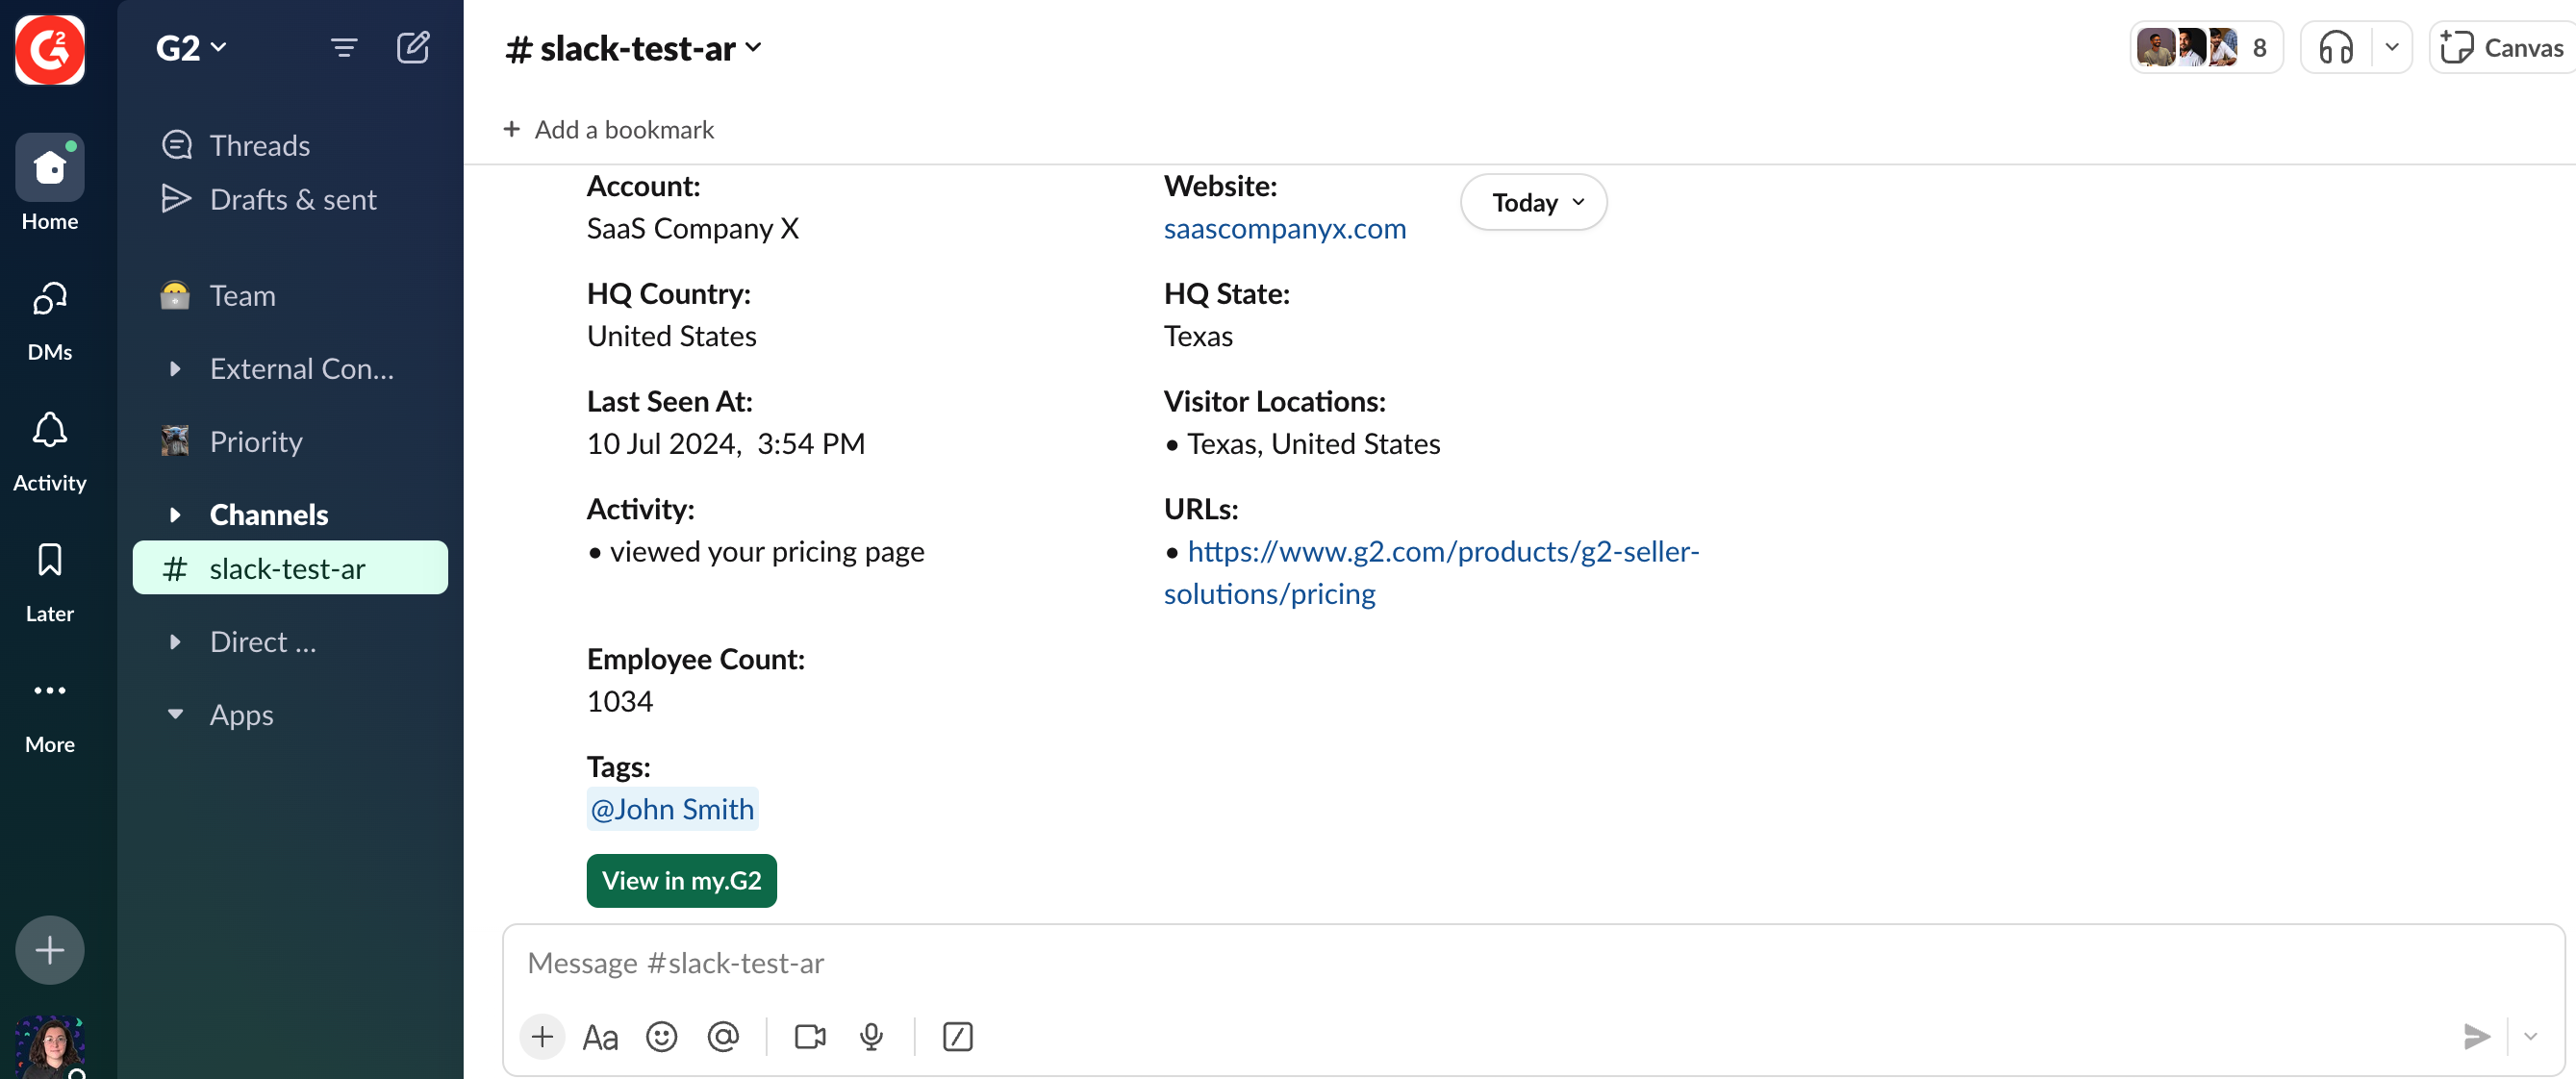 G2
Home
DMs
Activity
Later
More
G2
Threads
Drafts & sent
Team
External Con...
Priority
Channels
# slack-test-ar
Direct ...
Apps
# slack-test-ar
8
Canvas
+ Add a bookmark
Today
Account:
SaaS Company X
Website:
saascompanyx.com
HQ Country:
United States
HQ State:
Texas
Last Seen At:
10 Jul 2024,  3:54 PM
Visitor Locations:
• Texas, United States
Activity:
• viewed your pricing page
URLs:
• https://www.g2.com/products/g2-seller-
solutions/pricing
Employee Count:
1034
Tags:
@John Smith
View in my.G2
Message #slack-test-ar
Aa